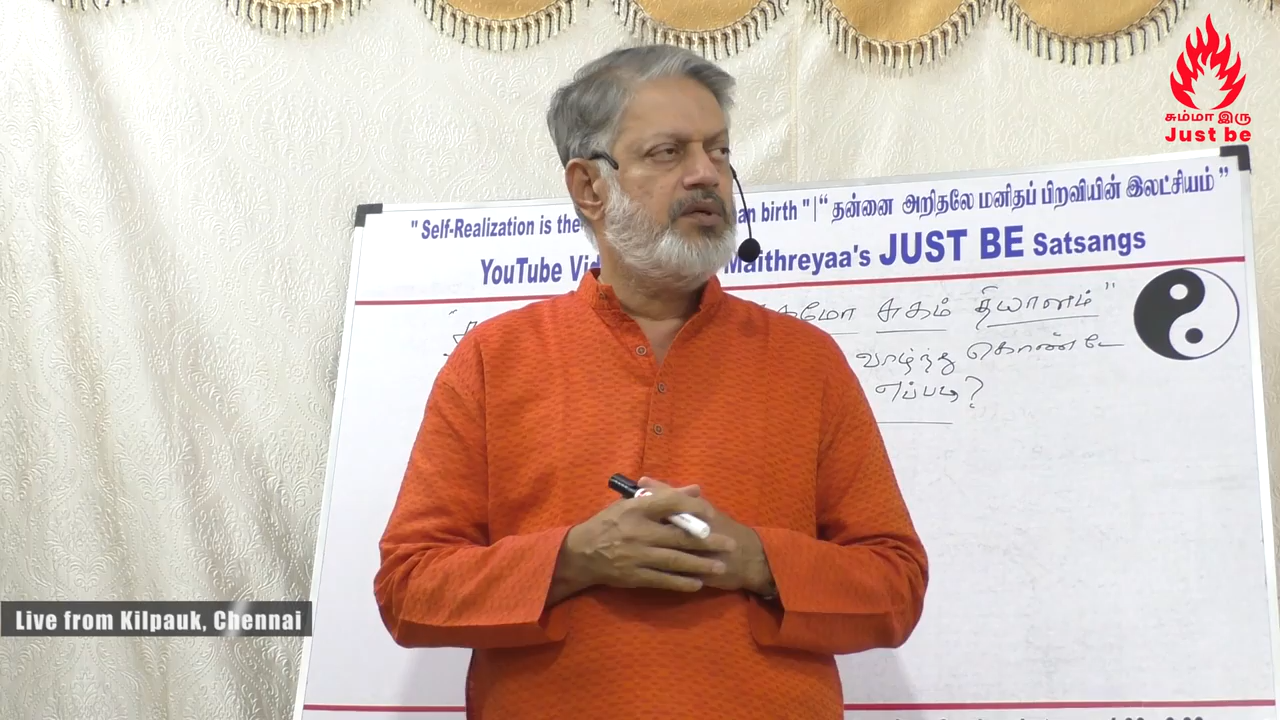 சும்மா இரு
Just be
" Self-Realization is the an birth " | “ தன்னை அறிதலே மனிதப் பிறவியின் இலட்சியம் ”
YouTube Vid Maithreyaa's JUST BE Satsangs
சுகம் தியானம் "
வாழ்ந்து கொண்டே
எப்படி?
Live from Kilpauk, Chennai